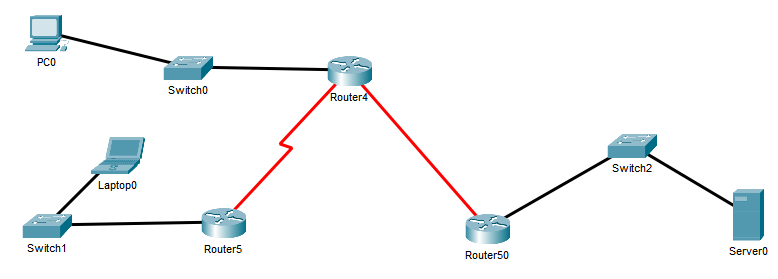 PC0
Switch0
Router4
Laptop0
Switch1
Router5
Switch2
Router50
Server0